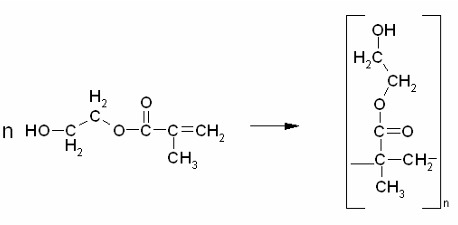 H₂
C
O
n HO–C
H₂
O–C–C=CH₂
CH₃
OH
H₂C
CH₂
O
C=O
–C–CH₂–
CH₃
n